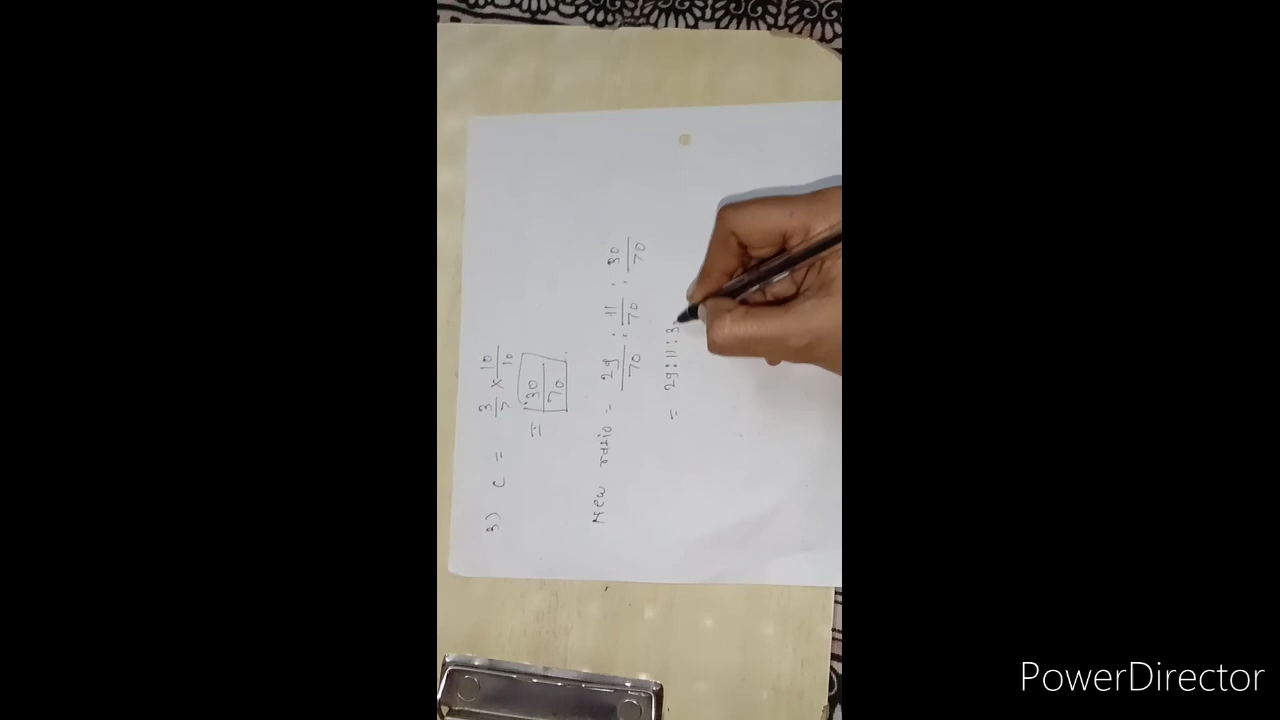 3) C = 3/7 × 10/10
= 30/70
New ratio = 29/70 : 11/70 : 30/70
= 29:11:3
PowerDirector